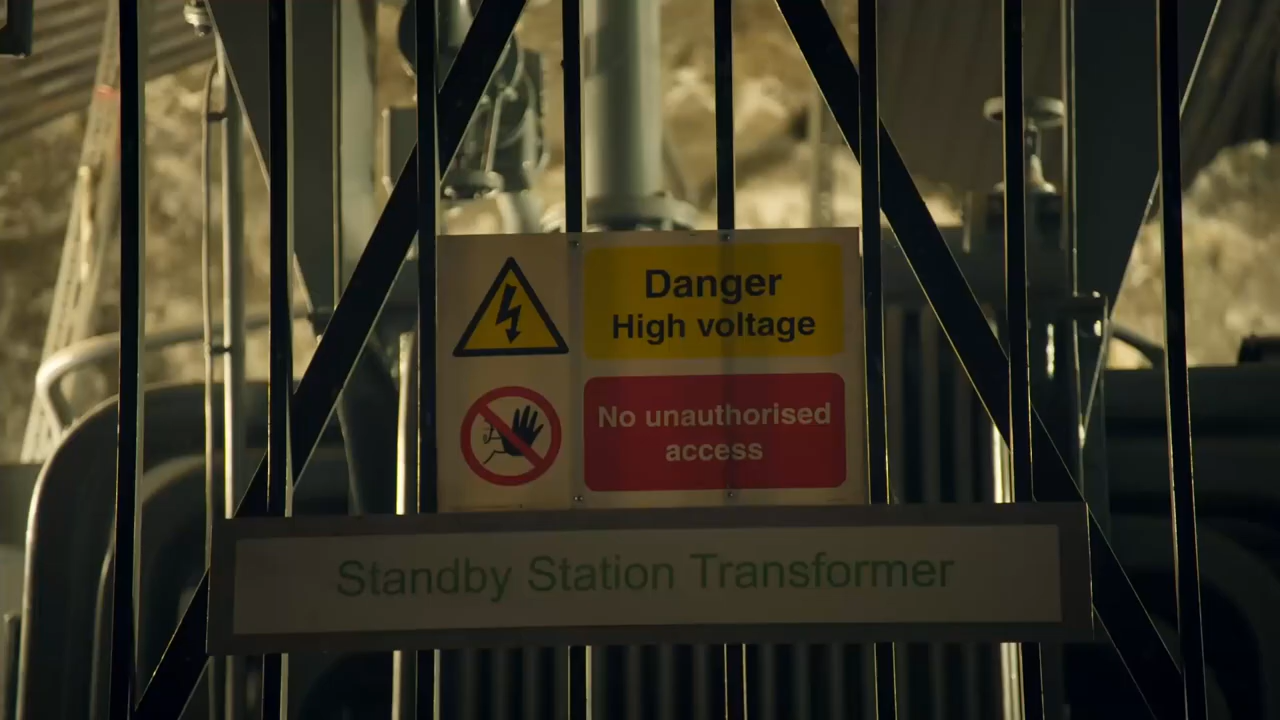 Danger
High voltage
No unauthorised
access
Standby Station Transformer